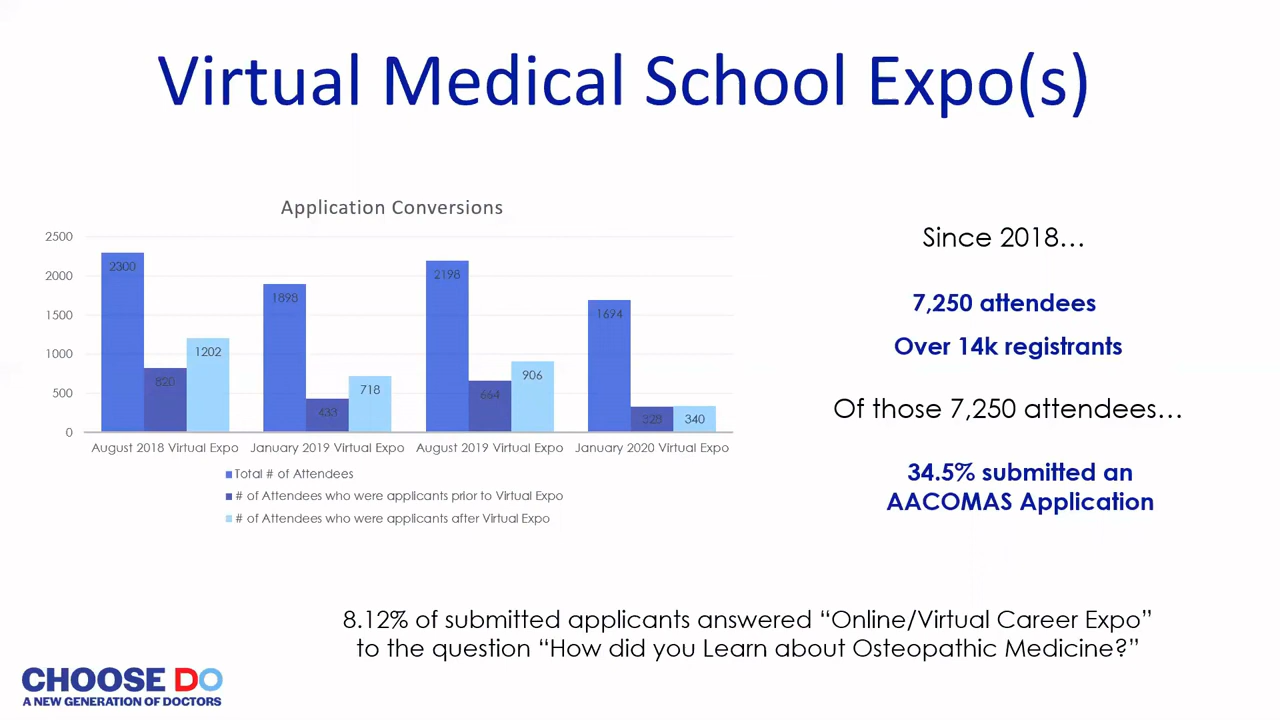 Virtual Medical School Expo(s)
Application Conversions
2500
2000
1500
1000
500
0
2300
820
1202
1898
433
718
2198
664
906
1694
328
340
August 2018 Virtual Expo
January 2019 Virtual Expo
August 2019 Virtual Expo
January 2020 Virtual Expo
Total # of Attendees
# of Attendees who were applicants prior to Virtual Expo
# of Attendees who were applicants after Virtual Expo
Since 2018…
7,250 attendees
Over 14k registrants
Of those 7,250 attendees…
34.5% submitted an
AACOMAS Application
8.12% of submitted applicants answered “Online/Virtual Career Expo”
to the question “How did you Learn about Osteopathic Medicine?”
CHOOSE DO
A NEW GENERATION OF DOCTORS